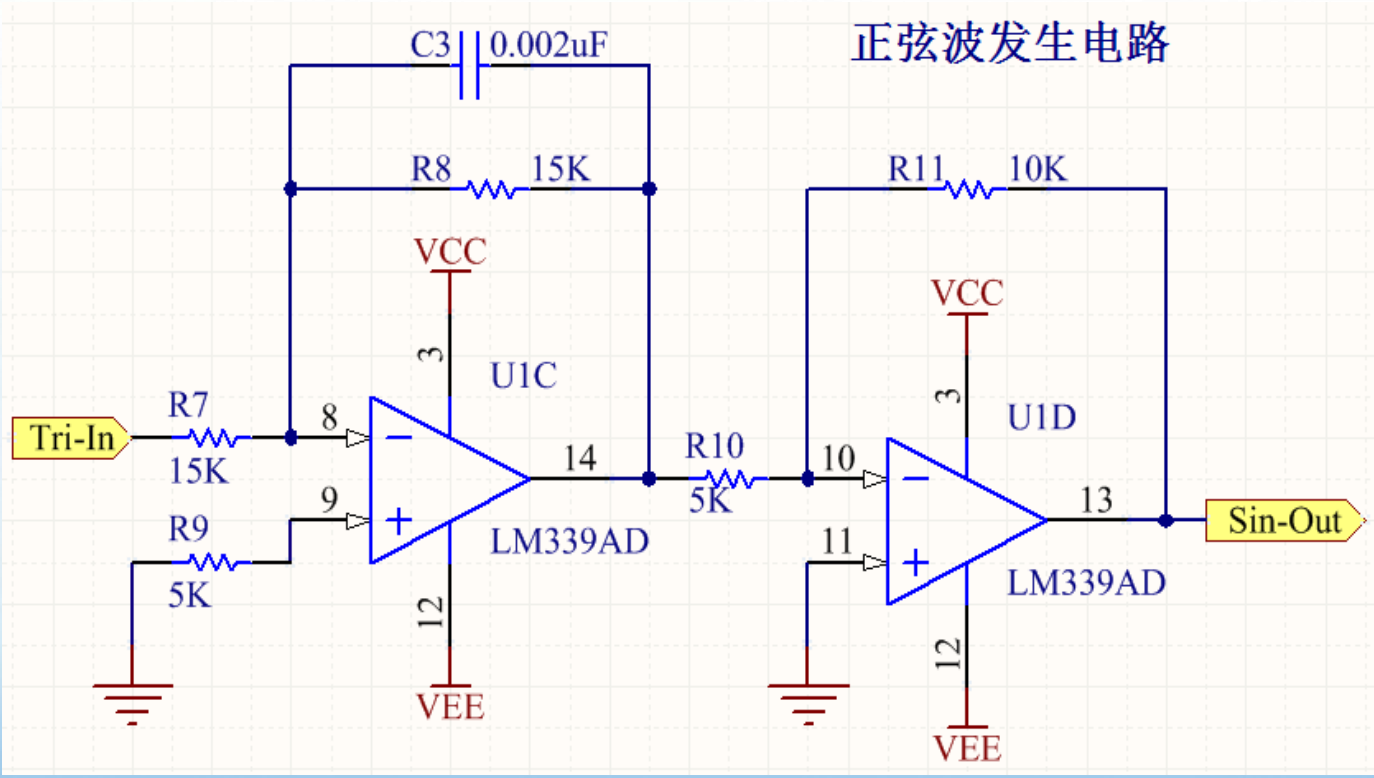 正弦波发生电路
C3 0.002uF
R8 15K
R11 10K
VCC
VCC
3
U1C
3
U1D
R7
8
Tri-In
15K
14
R10
10
5K
9
13
Sin-Out
R9
LM339AD
11
5K
LM339AD
12
12
VEE
VEE